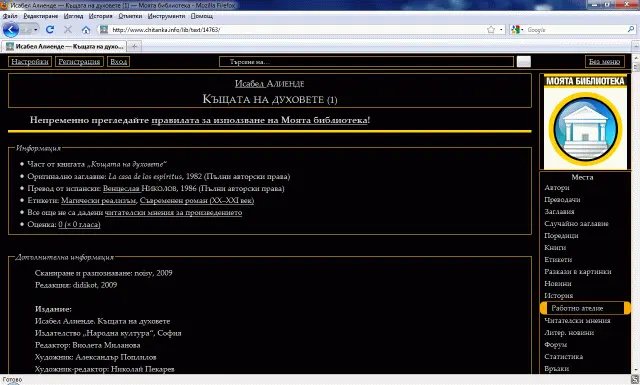 Исабел Алиенде — Къщата на духовете (1) — Моята библиотека - Mozilla Firefox
Файл Редактиране Изглед История Отметки Инструменти Помощ
http://www.chitanka.info/lib/text/14763/
Google
Исабел Алиенде — Къщата на духо...
Настройки Регистрация Вход Търсене на... Без меню
Исабел Алиенде
Къщата на духовете (1)
Непременно прегледайте правилата за използване на Моята библиотека!
Информация
Част от книгата „Къщата на духовете“
Оригинално заглавие: La casa de los espíritus, 1982 (Пълни авторски права)
Превод от испански: Венцеслав Николов, 1986 (Пълни авторски права)
Етикети: Магически реализъм, Съвременен роман (XX–XXI век)
Все още не са дадени читателски мнения за произведението
Оценка: 0 (× 0 гласа)
Допълнителна информация
Сканиране и разпознаване: noisy, 2009
Редакция: didikot, 2009
Издание:
Исабел Алиенде. Къщата на духовете
Издателство „Народна култура“, София
Редактор: Виолета Миланова
Художник: Александър Поплилов
Художник-редактор: Николай Пекарев
МОЯТА БИБЛИОТЕКА
Места
Автори
Преводачи
Заглавия
Случайно заглавие
Поредици
Книги
Етикети
Разкази в картинки
Новини
История
Работно ателие
Читателски мнения
Литер. новини
Форум
Статистика
Връзки
Готово